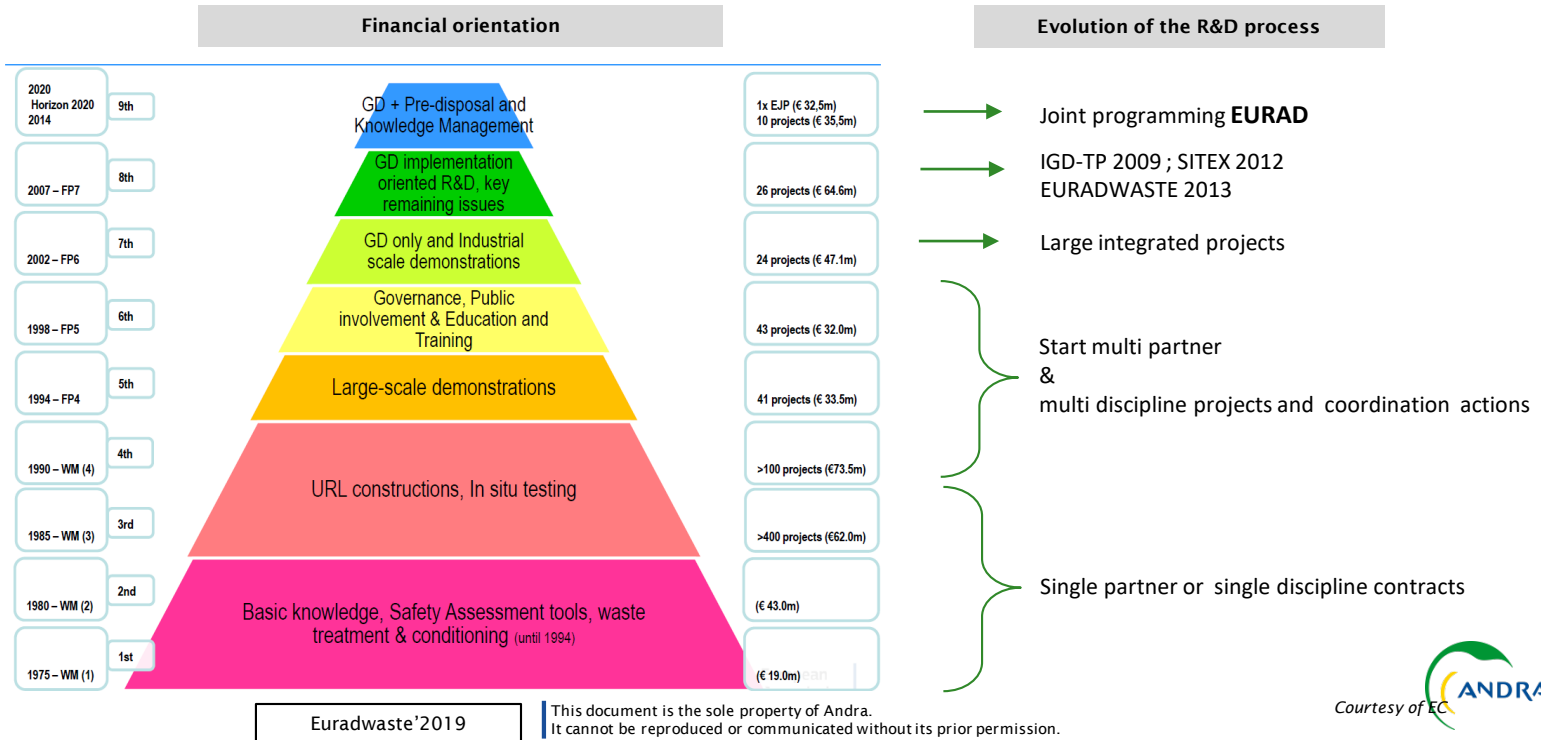 Financial orientation
Evolution of the R&D process
2020
Horizon 2020
2014
9th
GD + Pre-disposal and
Knowledge Management
1x EJP (€ 32,5m)
10 projects (€ 35,5m)
Joint programming EURAD
2007 – FP7
8th
GD implementation
oriented R&D, key
remaining issues
26 projects (€ 64.6m)
IGD-TP 2009 ; SITEX 2012
EURADWASTE 2013
2002 – FP6
7th
GD only and Industrial
scale demonstrations
24 projects (€ 47.1m)
Large integrated projects
1998 – FP5
6th
Governance, Public
involvement & Education and
Training
43 projects (€ 32.0m)
1994 – FP4
5th
Large-scale demonstrations
41 projects (€ 33.5m)
Start multi partner
&
multi discipline projects and coordination actions
1990 – WM (4)
4th
>100 projects (€73.5m)
URL constructions, In situ testing
1985 – WM (3)
3rd
>400 projects (€62.0m)
1980 – WM (2)
2nd
Basic knowledge, Safety Assessment tools, waste
treatment & conditioning (until 1994)
(€ 43.0m)
Single partner or single discipline contracts
1975 – WM (1)
1st
(€ 19.0m)
Euradwaste’2019
This document is the sole property of Andra.
It cannot be reproduced or communicated without its prior permission.
Courtesy of EC
ANDRA